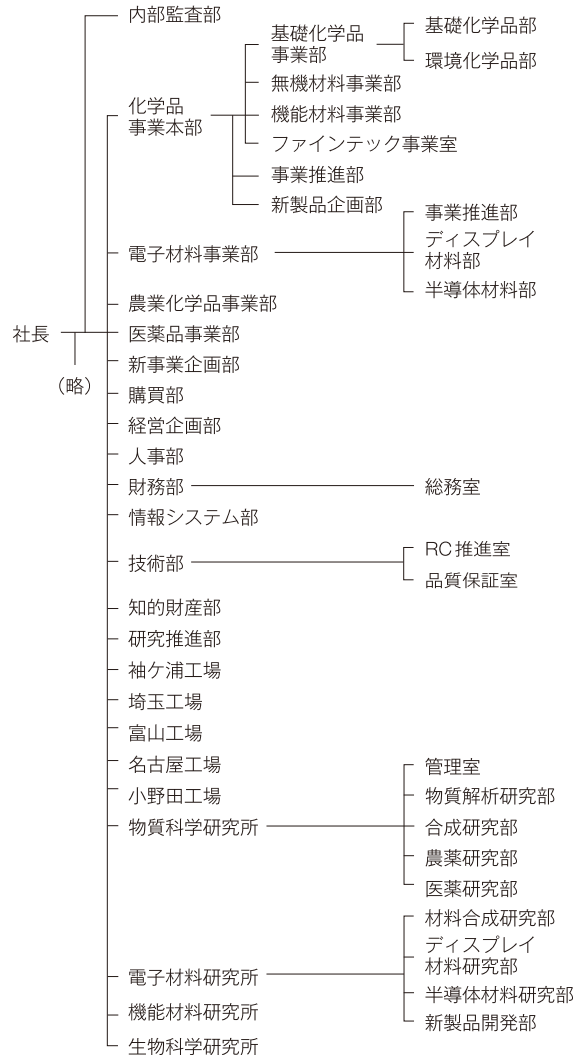 内部監査部
基礎化学品
事業部
基礎化学品部
環境化学品部
無機材料事業部
化学品
事業本部
機能材料事業部
ファインテック事業室
事業推進部
新製品企画部
電子材料事業部
事業推進部
ディスプレイ
材料部
半導体材料部
農業化学品事業部
社長
医薬品事業部
新事業企画部
（略）
購買部
経営企画部
人事部
財務部
総務室
情報システム部
技術部
RC推進室
品質保証室
知的財産部
研究推進部
袖ケ浦工場
埼玉工場
富山工場
名古屋工場
小野田工場
物質科学研究所
管理室
物質解析研究部
合成研究部
農薬研究部
医薬研究部
電子材料研究所
材料合成研究部
ディスプレイ
材料研究部
半導体材料研究部
新製品開発部
機能材料研究所
生物科学研究所